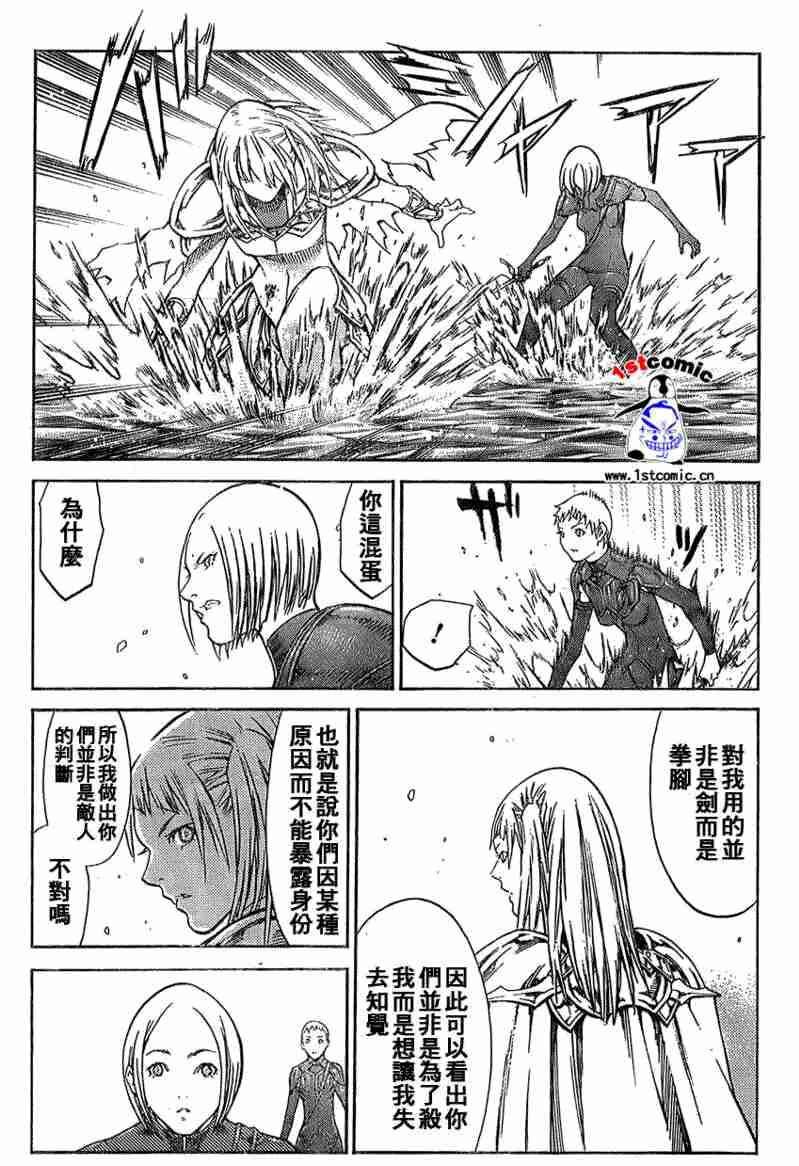 1stcomic
www.1stcomic.cn
!
你這混蛋
為什麼
對我用的並
非是劍而是
拳腳
因此可以看出你
們並非是為了殺
我而是想讓我失
去知覺
也就是說你們因某種
原因而不能暴露身份
所以我做出你
們並非是敵人
的判斷
不對嗎